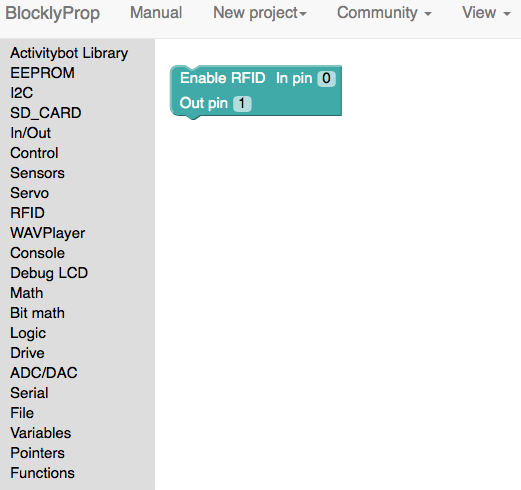 BlocklyProp Manual New project Community View
Activitybot Library
EEPROM
I2C
SD_CARD
In/Out
Control
Sensors
Servo
RFID
WAVPlayer
Console
Debug LCD
Math
Bit math
Logic
Drive
ADC/DAC
Serial
File
Variables
Pointers
Functions
Enable RFID In pin 0
Out pin 1